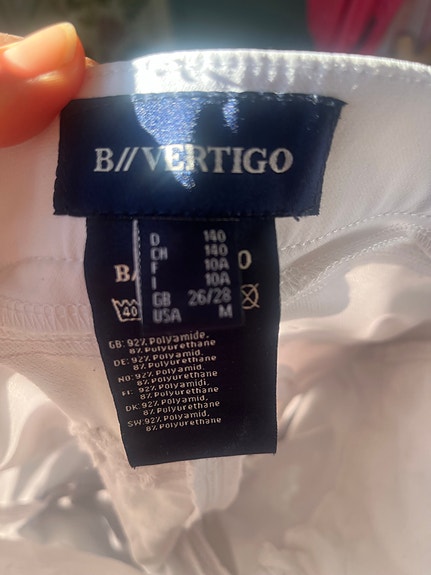 B//VERTIGO
D 140
CH 140
F 10A
I 10A
GB 26/28
USA M
B/ O
40
GB: 92% Polyamide,
8% Polyurethane
DE: 92% Polyamid,
8% Polyurethane
NO: 92% Polyamid,
8% Polyurethane
FI: 92% Polyamidi,
8% Polyurethane
DK: 92% Polyamid,
8% Polyurethane
SW: 92% Polyamid,
8% Polyurethane